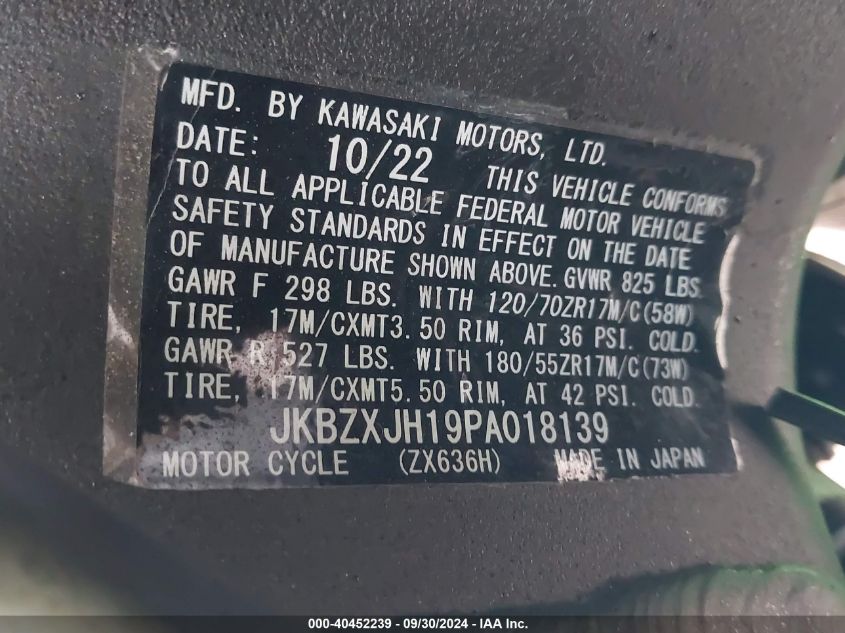 MFD. BY KAWASAKI MOTORS, LTD.
DATE: 10/22 THIS VEHICLE CONFORMS
TO ALL APPLICABLE FEDERAL MOTOR VEHICLE
SAFETY STANDARDS IN EFFECT ON THE DATE
OF MANUFACTURE SHOWN ABOVE. GVWR 825 LBS.
GAWR F 298 LBS. WITH 120/70ZR17M/C(58W)
TIRE, 17M/CXMT3.50 RIM, AT 36 PSI. COLD.
GAWR R 527 LBS. WITH 180/55ZR17M/C(73W)
TIRE, 17M/CXMT5.50 RIM, AT 42 PSI. COLD.
JKBZXJH19PA018139
MOTOR CYCLE (ZX636H) MADE IN JAPAN
000-40452239 - 09/30/2024 - IAA Inc.